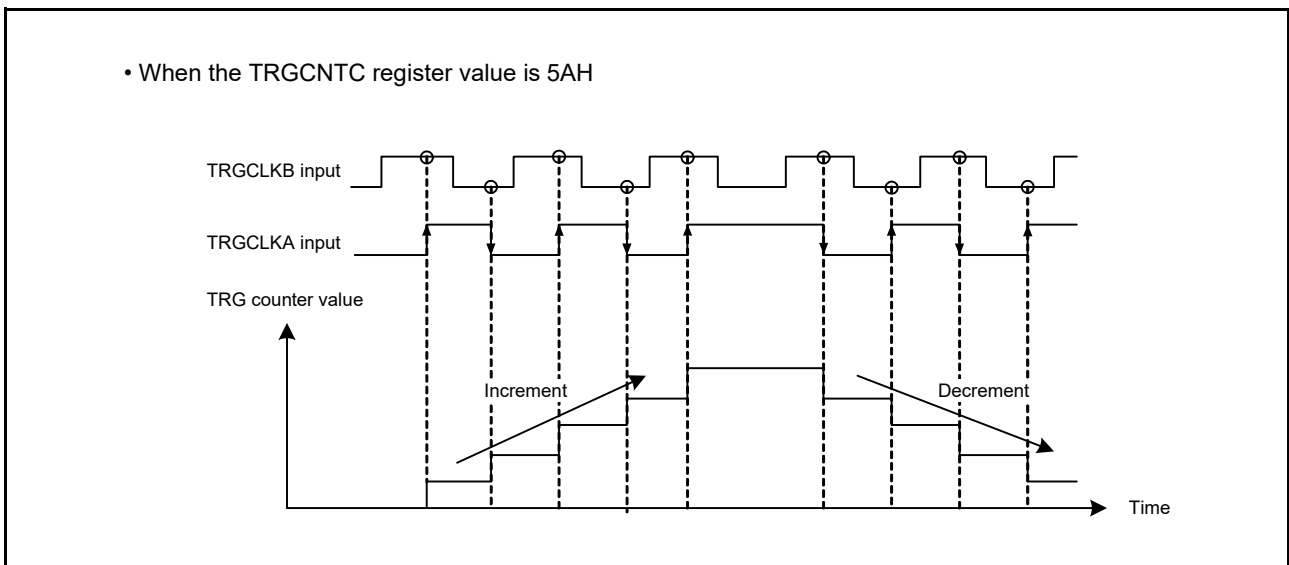 • When the TRGCNTC register value is 5AH
TRGCLKB input
TRGCLKA input
TRG counter value
Increment
Decrement
Time